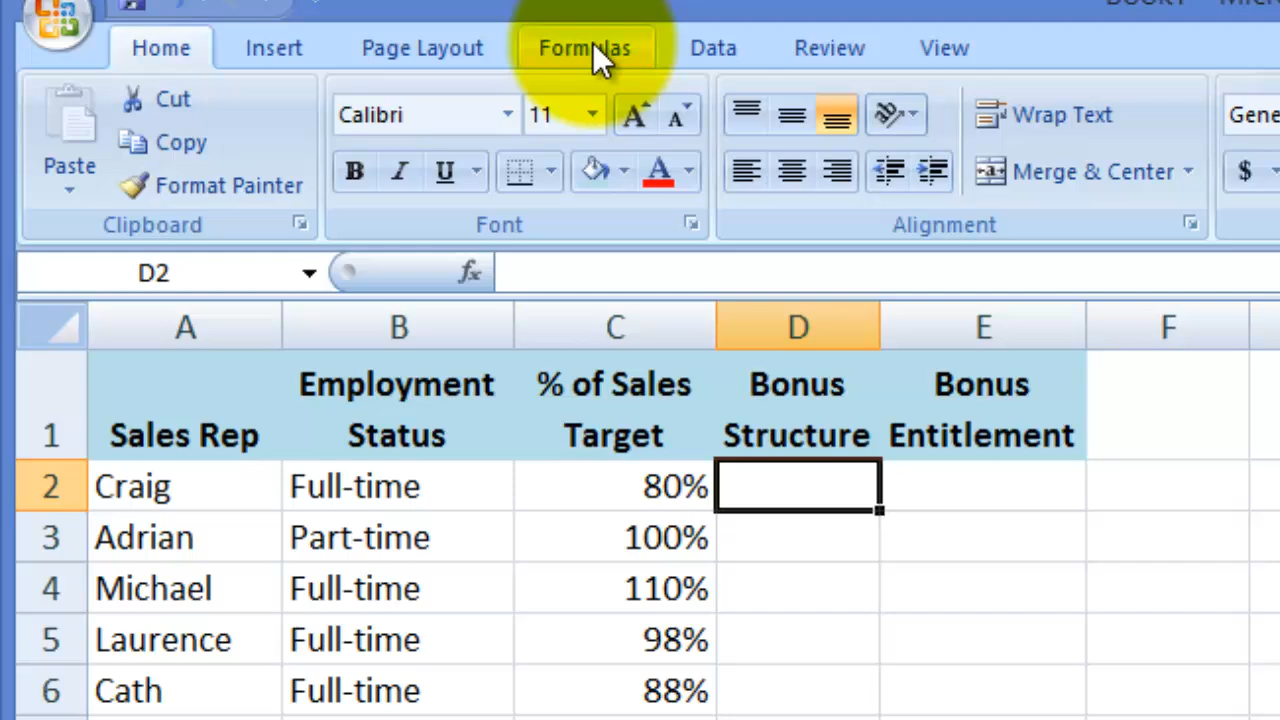 Home Insert Page Layout Formulas Data Review View
Cut
Copy
Paste
Format Painter
Clipboard
Calibri 11
B I U
Font
Wrap Text
Merge & Center
Alignment
$
D2 fx
A B C D E F
1 Sales Rep Employment Status % of Sales Target Bonus Structure Bonus Entitlement
2 Craig Full-time 80%
3 Adrian Part-time 100%
4 Michael Full-time 110%
5 Laurence Full-time 98%
6 Cath Full-time 88%